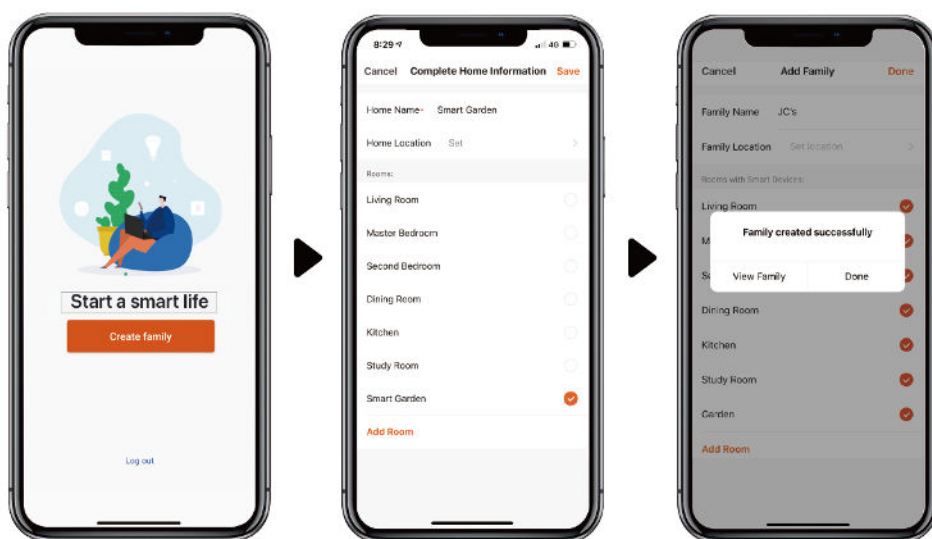 Start a smart life
Create family
Log out
8:29
4G
Cancel Complete Home Information Save
Home Name* Smart Garden
Home Location Set
Rooms:
Living Room
Master Bedroom
Second Bedroom
Dining Room
Kitchen
Study Room
Smart Garden
Add Room
Cancel Add Family Done
Family Name JC's
Family Location Set location
Rooms with Smart Devices:
Living Room
M
Family created successfully
Se
View Family Done
Dining Room
Kitchen
Study Room
Garden
Add Room